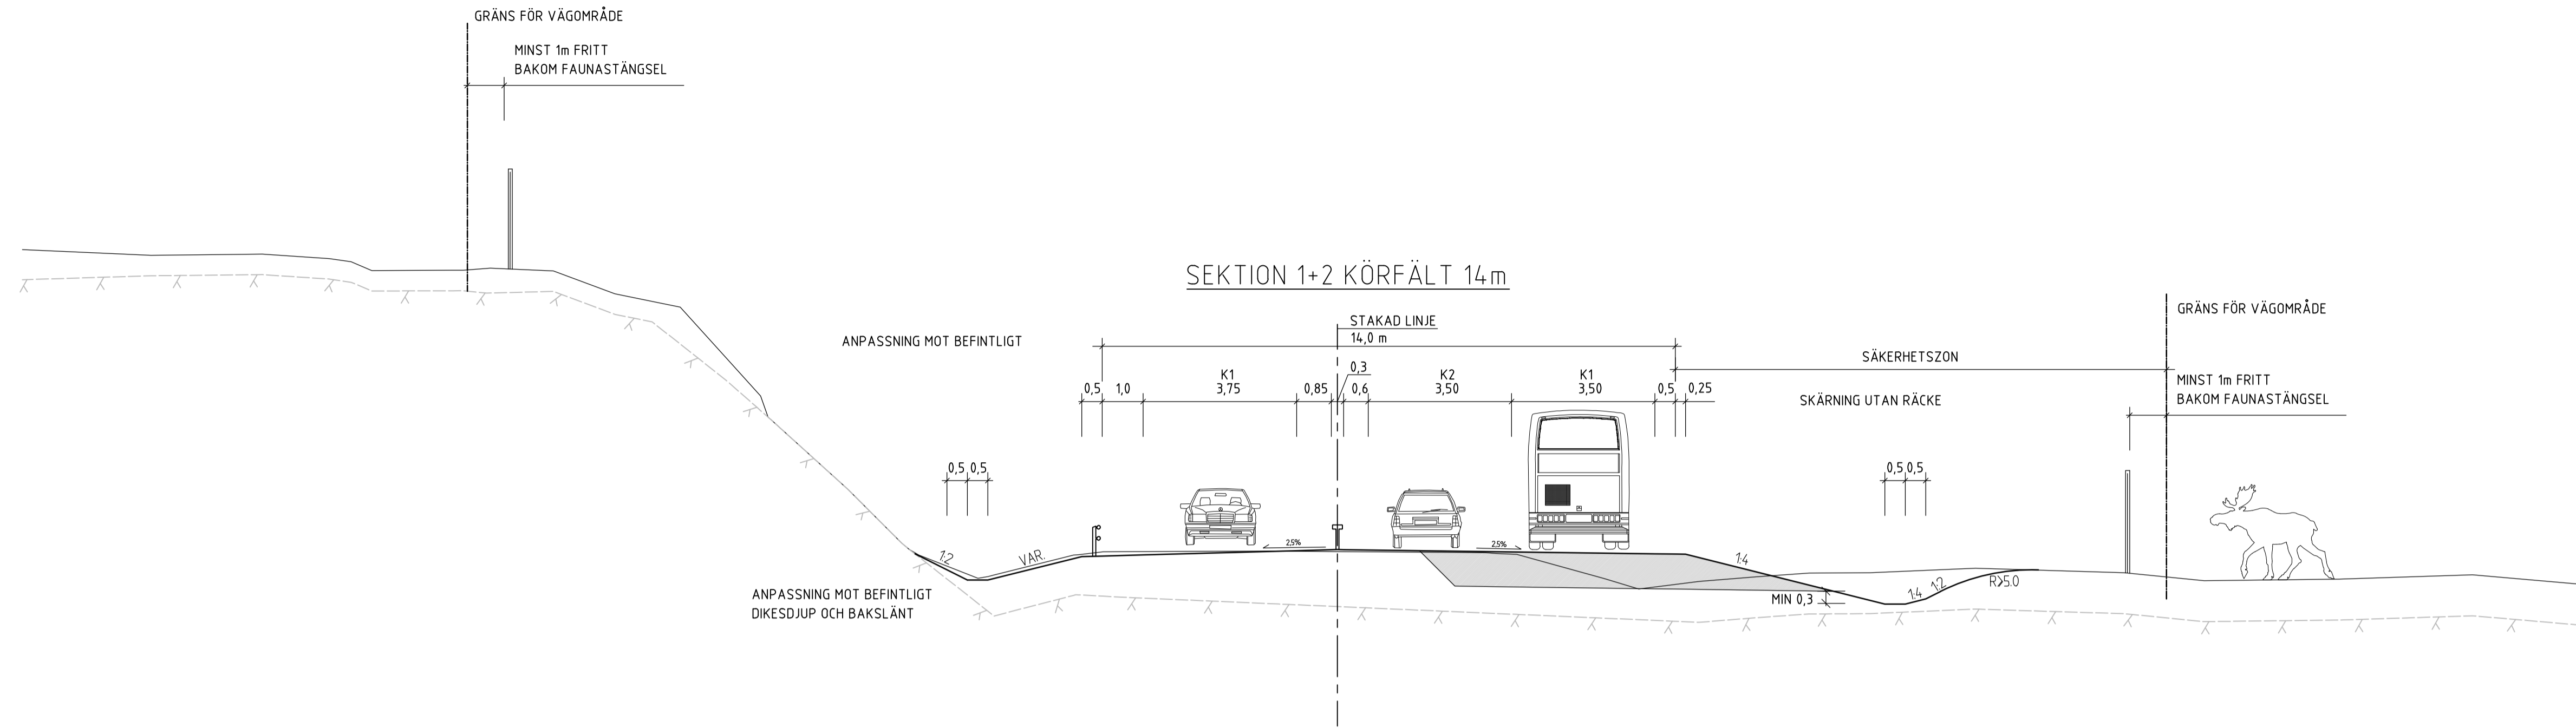 GRÄNS FÖR VÄGOMRÅDE
MINST 1m FRITT
BAKOM FAUNASTÄNGSEL
SEKTION 1+2 KÖRFÄLT 14m
STAKAD LINJE
14,0 m
ANPASSNING MOT BEFINTLIGT
GRÄNS FÖR VÄGOMRÅDE
SÄKERHETSZON
MINST 1m FRITT
BAKOM FAUNASTÄNGSEL
SKÄRNING UTAN RÄCKE
0,3
K1
K2
K1
0,5
1,0
3,75
0,85
0,6
3,50
3,50
0,5
0,25
0,5
0,5
0,5
0,5
2,5%
2,5%
1:2
VAR.
1:4
1:4
1:2
R>5.0
MIN 0,3
ANPASSNING MOT BEFINTLIGT
DIKESDJUP OCH BAKSLÄNT